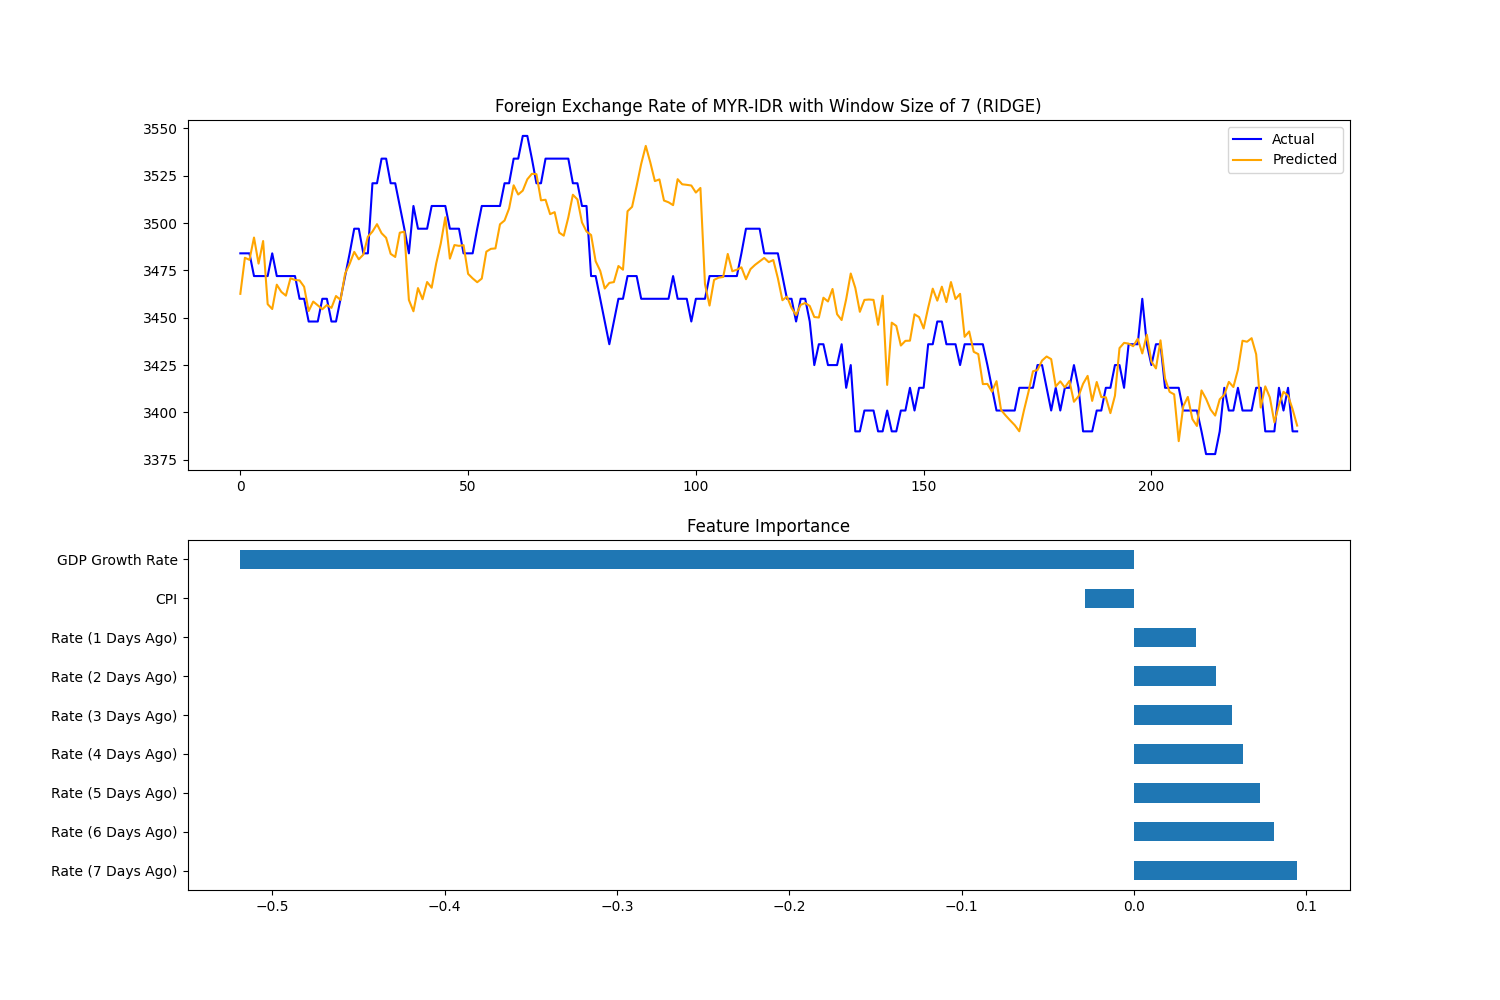 Foreign Exchange Rate of MYR-IDR with Window Size of 7 (RIDGE)
3550
3525
3500
3475
3450
3425
3400
3375
Actual
Predicted
0 50 100 150 200
Feature Importance
GDP Growth Rate
CPI
Rate (1 Days Ago)
Rate (2 Days Ago)
Rate (3 Days Ago)
Rate (4 Days Ago)
Rate (5 Days Ago)
Rate (6 Days Ago)
Rate (7 Days Ago)
−0.5 −0.4 −0.3 −0.2 −0.1 0.0 0.1